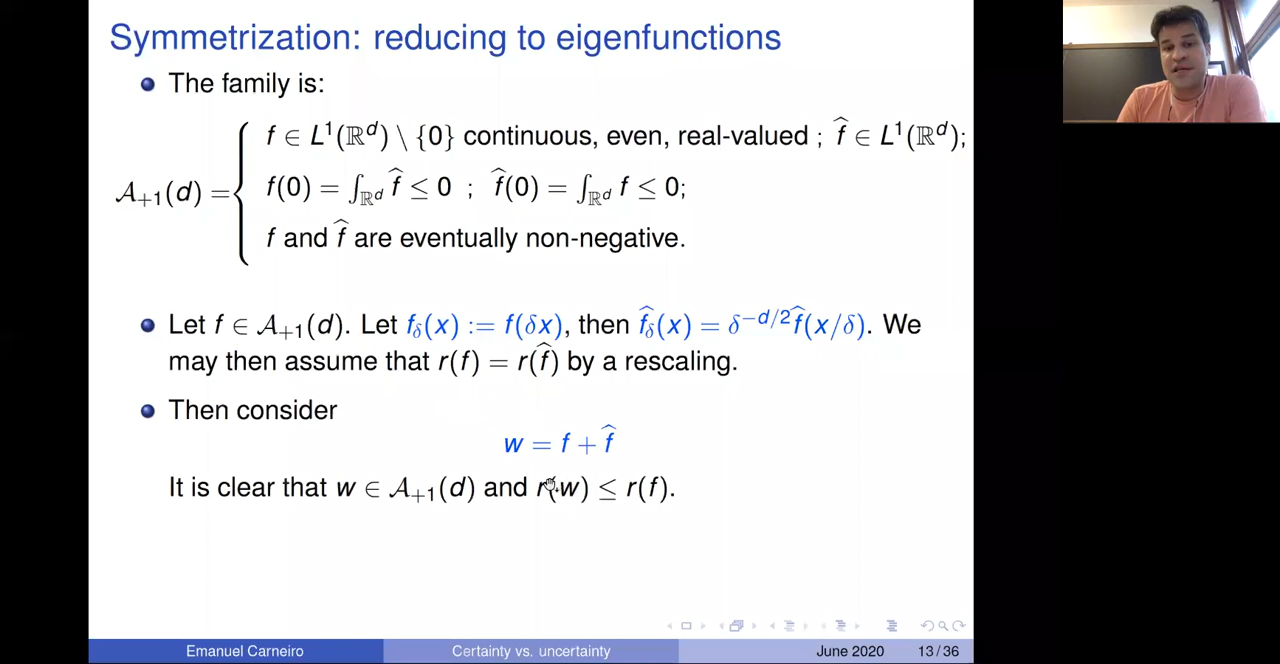 Symmetrization: reducing to eigenfunctions
The family is:
f ∈ L¹(ℝᵈ) \ {0} continuous, even, real-valued ; f̂ ∈ L¹(ℝᵈ);
𝒜₊₁(d) = { f(0) = ∫_{ℝᵈ} f̂ ≤ 0 ; f̂(0) = ∫_{ℝᵈ} f ≤ 0;
f and f̂ are eventually non-negative.
Let f ∈ 𝒜₊₁(d). Let f_δ(x) := f(δx), then f̂_δ(x) = δ^{-d/2} f̂(x/δ). We
may then assume that r(f) = r(f̂) by a rescaling.
Then consider
w = f + f̂
It is clear that w ∈ 𝒜₊₁(d) and r(w) ≤ r(f).
Emanuel Carneiro Certainty vs. uncertainty June 2020 13 / 36